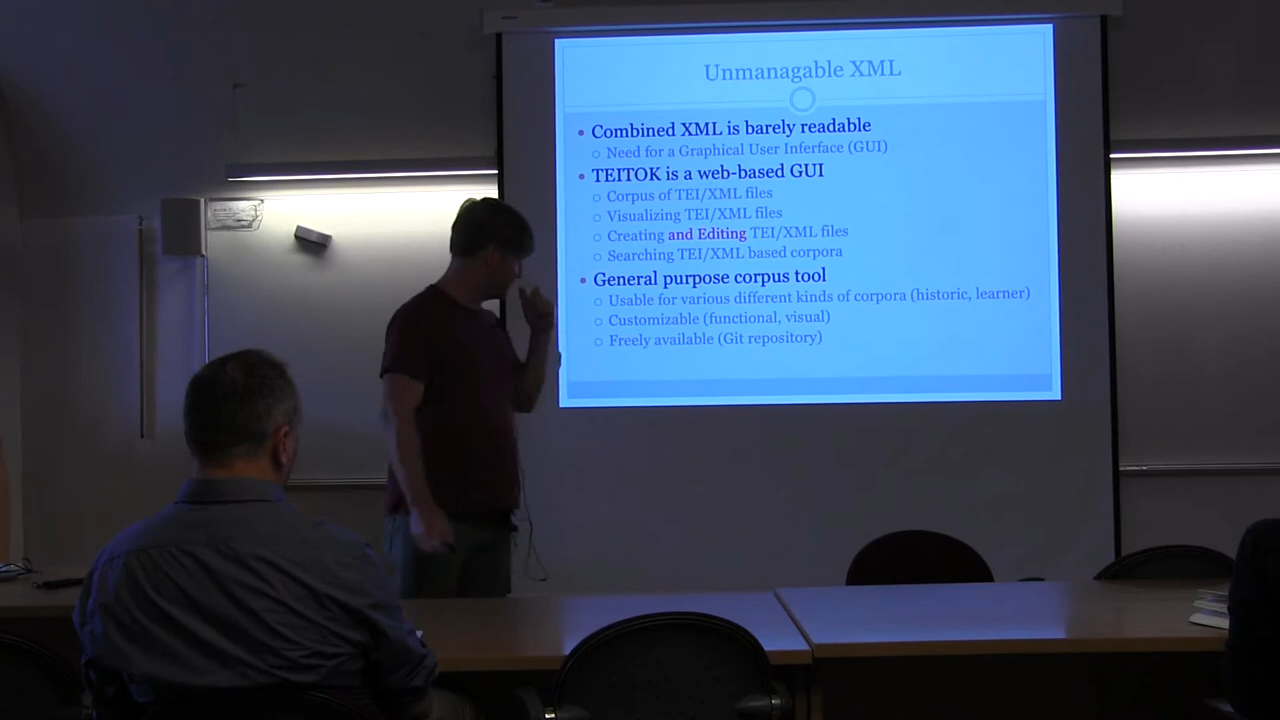 Unmanagable XML
Combined XML is barely readable
Need for a Graphical User Inferface (GUI)
TEITOK is a web-based GUI
Corpus of TEI/XML files
Visualizing TEI/XML files
Creating and Editing TEI/XML files
Searching TEI/XML based corpora
General purpose corpus tool
Usable for various different kinds of corpora (historic, learner)
Customizable (functional, visual)
Freely available (Git repository)